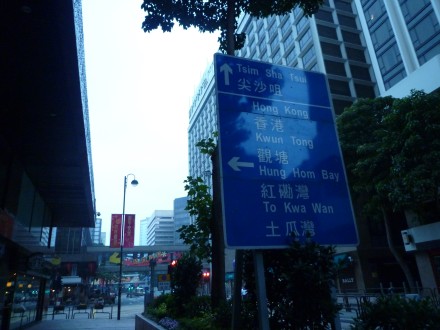 Tsim Sha Tsui
尖沙咀
Hong Kong
香港
Kwun Tong
觀塘
Hung Hom Bay
紅磡灣
To Kwa Wan
土瓜灣